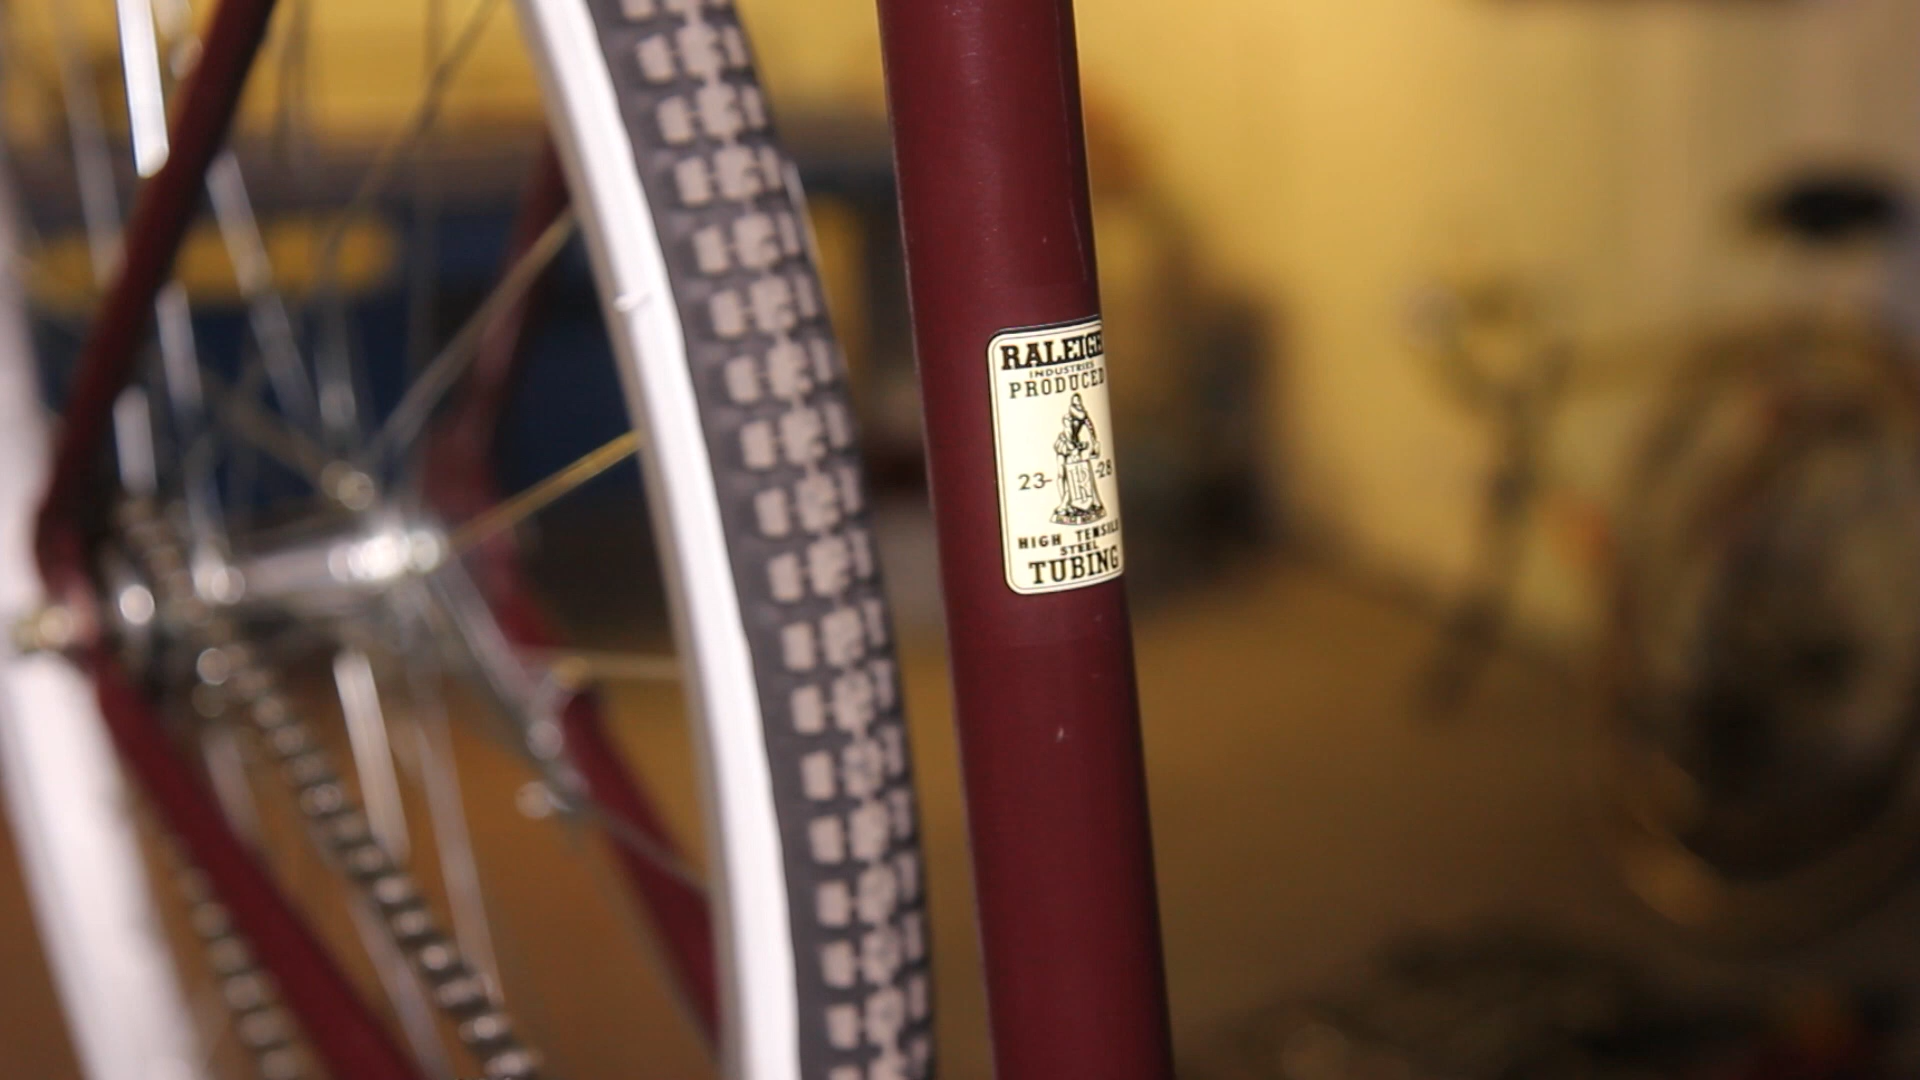 RALEIGH
INDUSTRIES
PRODUCED
23- -28
HIGH TENSILE
STEEL
TUBING